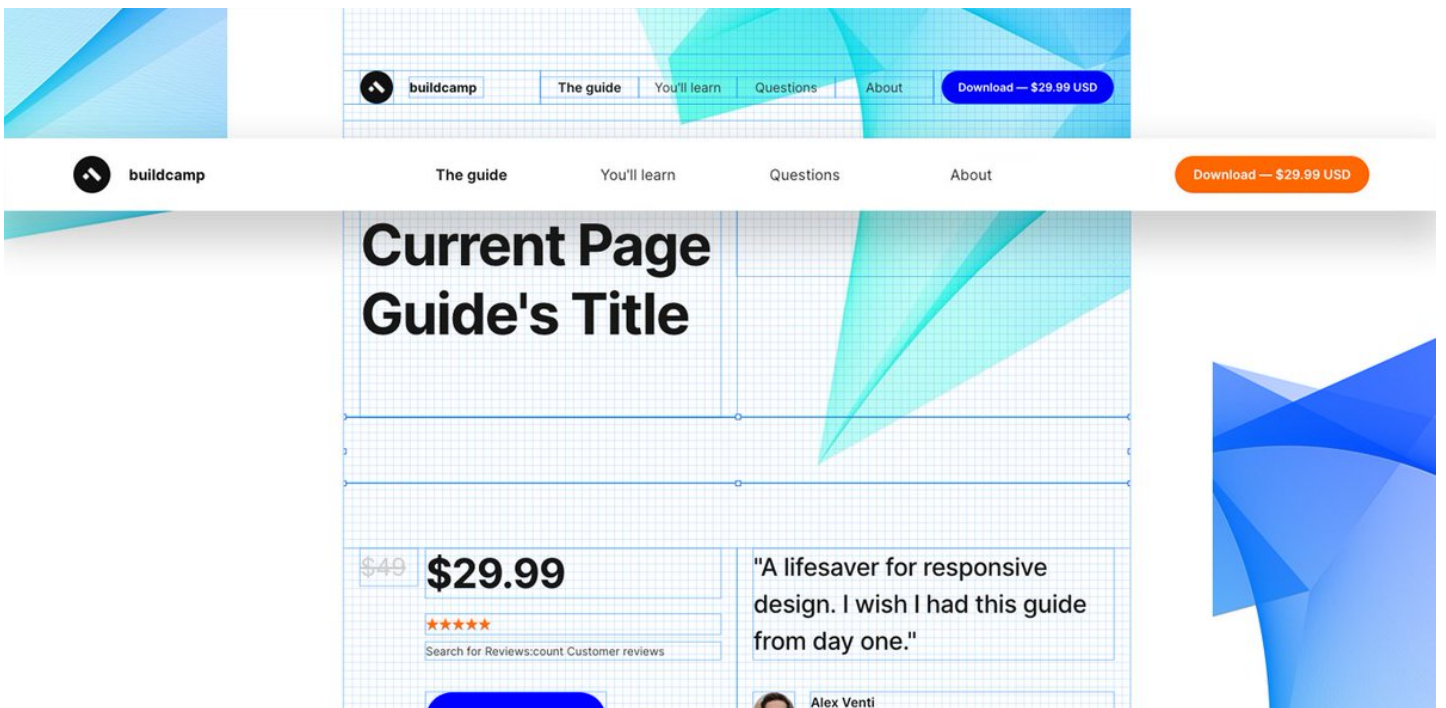 buildcamp
The guide
You'll learn
Questions
About
Download — $29.99 USD
buildcamp
The guide
You'll learn
Questions
About
Download — $29.99 USD
Current Page
Guide's Title
$49
$29.99
★★★★★
Search for Reviews:count Customer reviews
"A lifesaver for responsive
design. I wish I had this guide
from day one."
Alex Venti